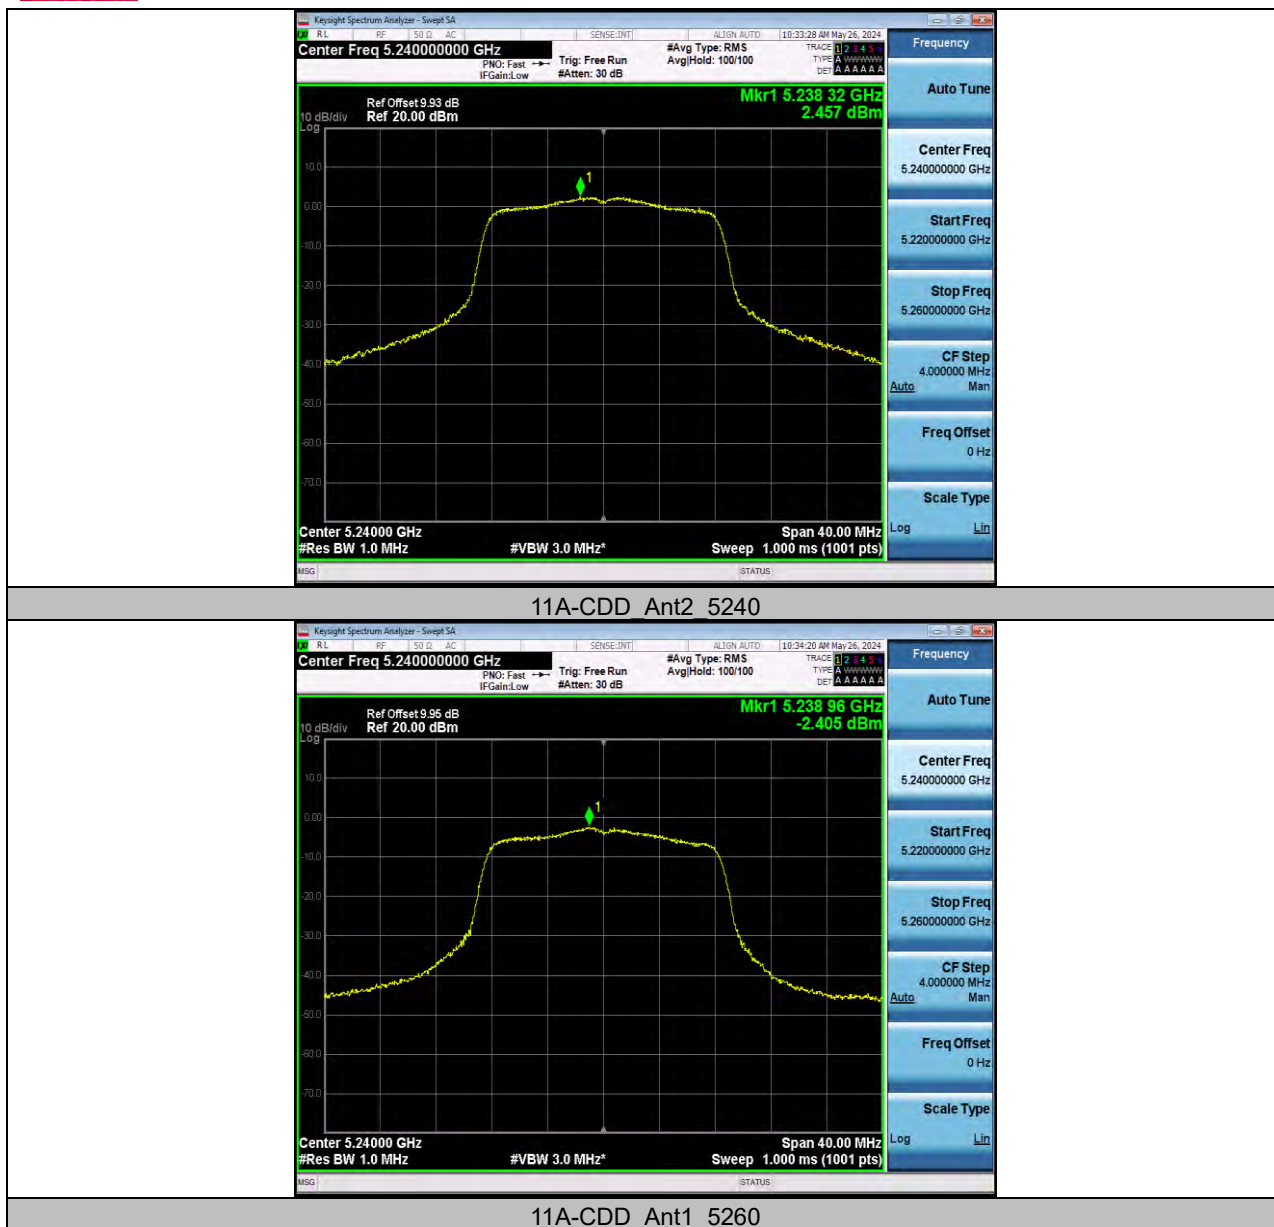 Keysight Spectrum Analyzer - Swept SA
RL RF 50 Ω AC SENSE:INT ALIGN AUTO 10:33:28 AM May 26, 2024
Center Freq 5.240000000 GHz
PNO: Fast
IFGain:Low
Trig: Free Run
#Atten: 30 dB
#Avg Type: RMS
Avg|Hold: 100/100
TRACE 1 2 3 4 5
TYPE A WWWWW
DET A A A A A A
Mkr1 5.238 32 GHz
2.457 dBm
Ref Offset 9.93 dB
10 dB/div Ref 20.00 dBm
Log
10.0
1
0.00
-10.0
-20.0
-30.0
-40.0
-50.0
-60.0
-70.0
Center 5.24000 GHz Span 40.00 MHz
#Res BW 1.0 MHz #VBW 3.0 MHz* Sweep 1.000 ms (1001 pts)
MSG STATUS
Frequency
Auto Tune
Center Freq
5.240000000 GHz
Start Freq
5.220000000 GHz
Stop Freq
5.260000000 GHz
CF Step
4.000000 MHz
Auto Man
Freq Offset
0 Hz
Scale Type
Log Lin
11A-CDD_Ant2_5240
Keysight Spectrum Analyzer - Swept SA
RL RF 50 Ω AC SENSE:INT ALIGN AUTO 10:34:20 AM May 26, 2024
Center Freq 5.240000000 GHz
PNO: Fast
IFGain:Low
Trig: Free Run
#Atten: 30 dB
#Avg Type: RMS
Avg|Hold: 100/100
TRACE 1 2 3 4 5
TYPE A WWWWW
DET A A A A A A
Mkr1 5.238 96 GHz
-2.405 dBm
Ref Offset 9.95 dB
10 dB/div Ref 20.00 dBm
Log
10.0
1
0.00
-10.0
-20.0
-30.0
-40.0
-50.0
-60.0
-70.0
Center 5.24000 GHz Span 40.00 MHz
#Res BW 1.0 MHz #VBW 3.0 MHz* Sweep 1.000 ms (1001 pts)
MSG STATUS
Frequency
Auto Tune
Center Freq
5.240000000 GHz
Start Freq
5.220000000 GHz
Stop Freq
5.260000000 GHz
CF Step
4.000000 MHz
Auto Man
Freq Offset
0 Hz
Scale Type
Log Lin
11A-CDD_Ant1_5260